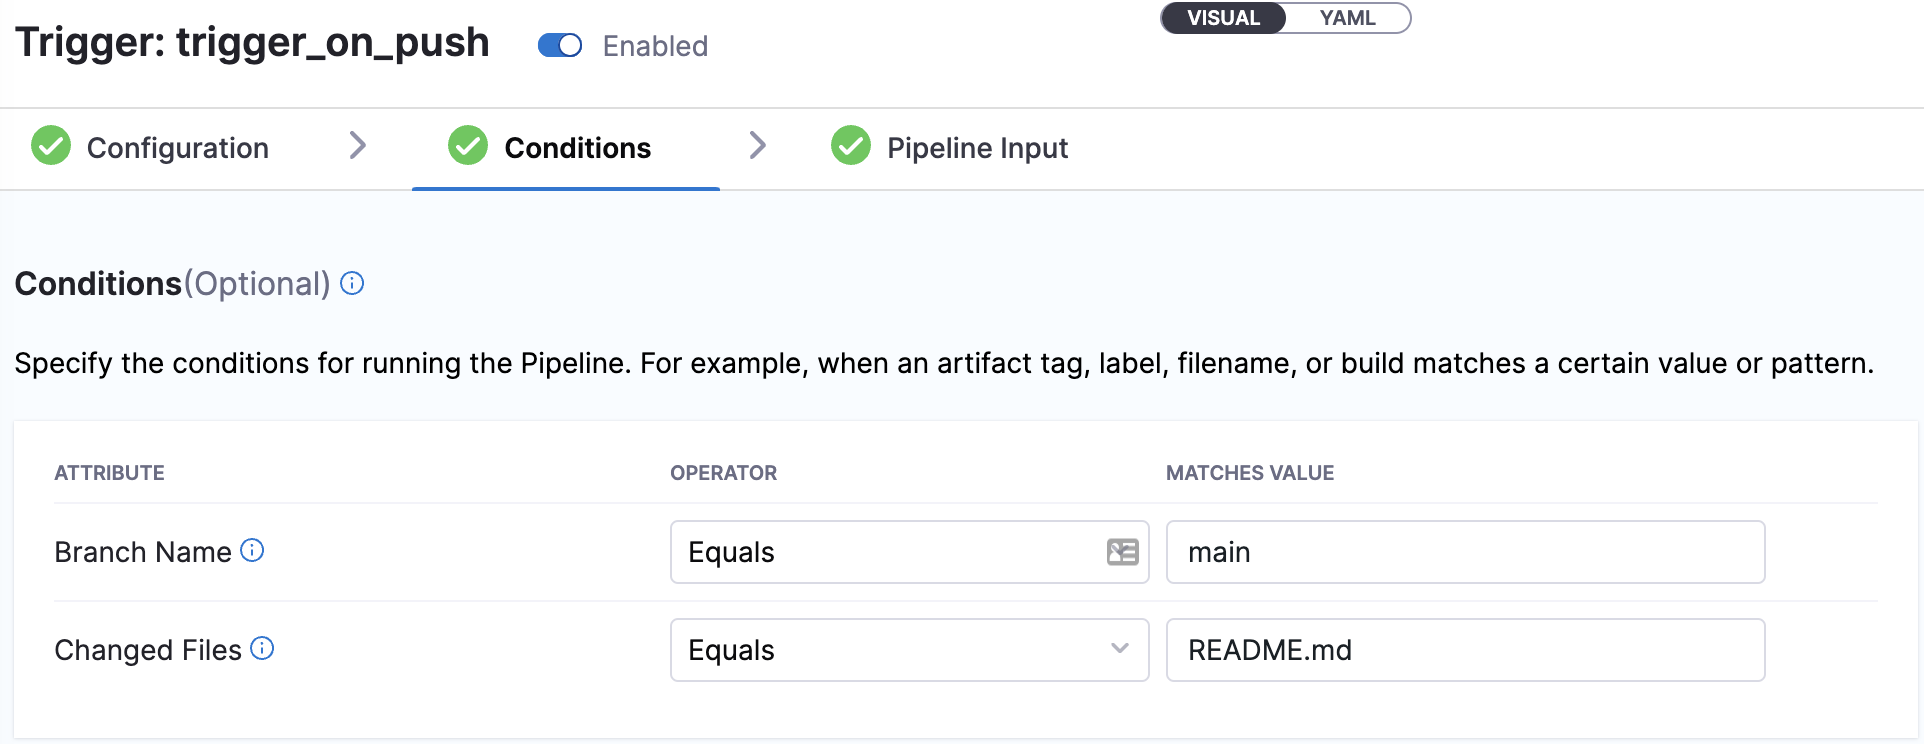 VISUAL YAML
Trigger: trigger_on_push Enabled
Configuration Conditions Pipeline Input
Conditions(Optional)
Specify the conditions for running the Pipeline. For example, when an artifact tag, label, filename, or build matches a certain value or pattern.
ATTRIBUTE OPERATOR MATCHES VALUE
Branch Name Equals main
Changed Files Equals README.md